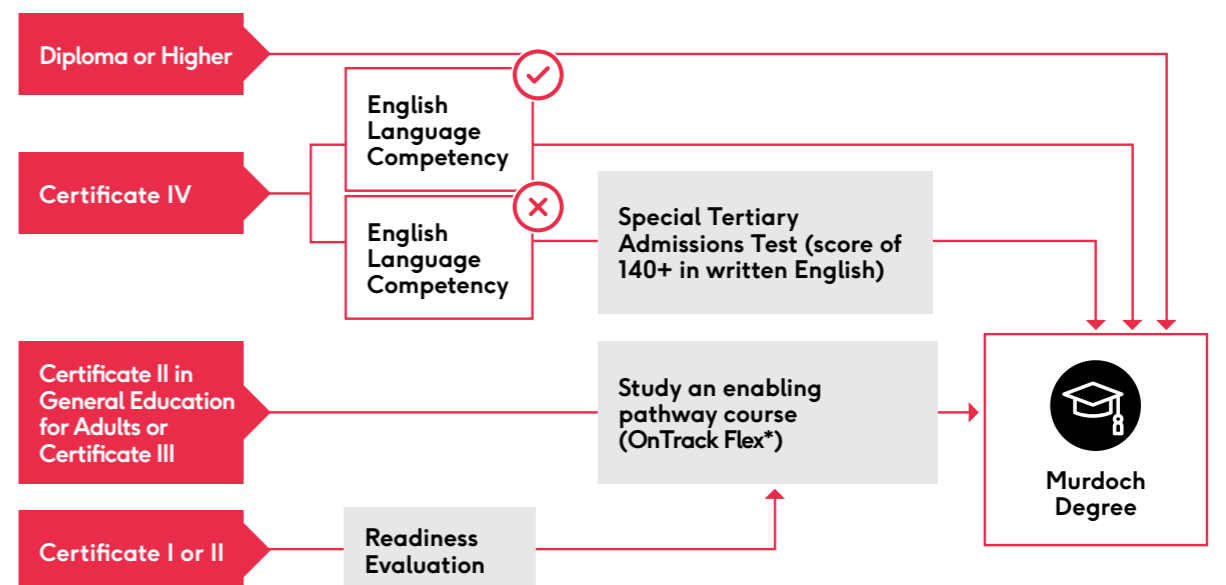 Diploma or Higher
English
Language
Competency
Certificate IV
English
Language
Competency
Special Tertiary
Admissions Test (score of
140+ in written English)
Certificate II in
General Education
for Adults or
Certificate III
Study an enabling
pathway course
(OnTrack Flex*)
Murdoch
Degree
Certificate I or II
Readiness
Evaluation